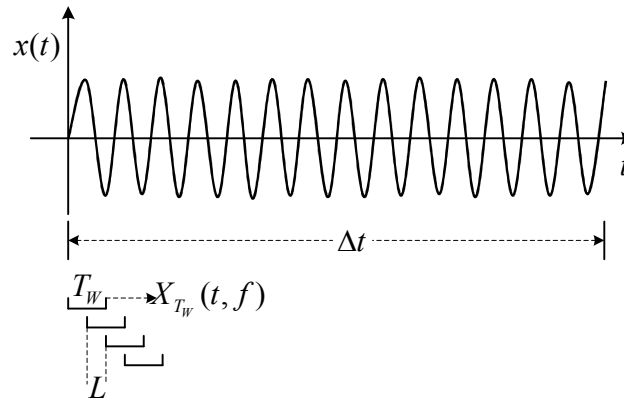 x(t)
t
Δt
T_W
X_{T_W}(t, f)
L